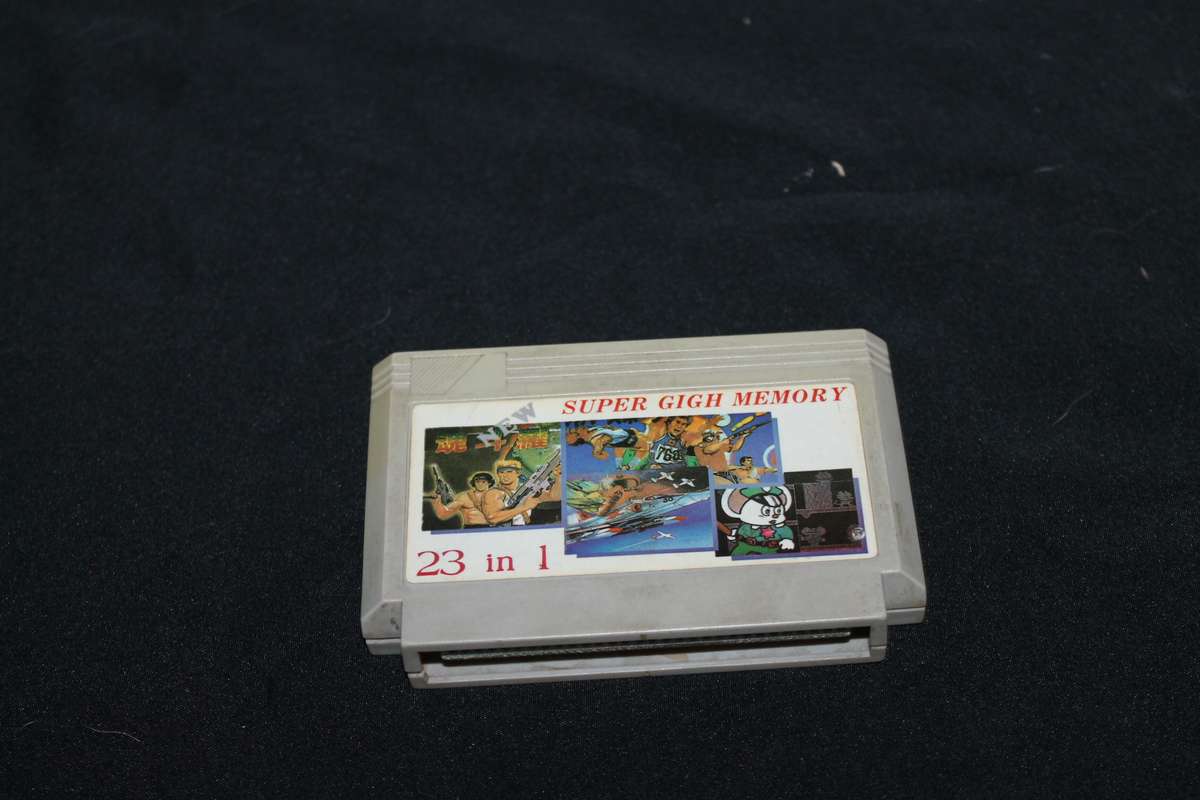 NEW
SUPER GIGH MEMORY
23 in 1